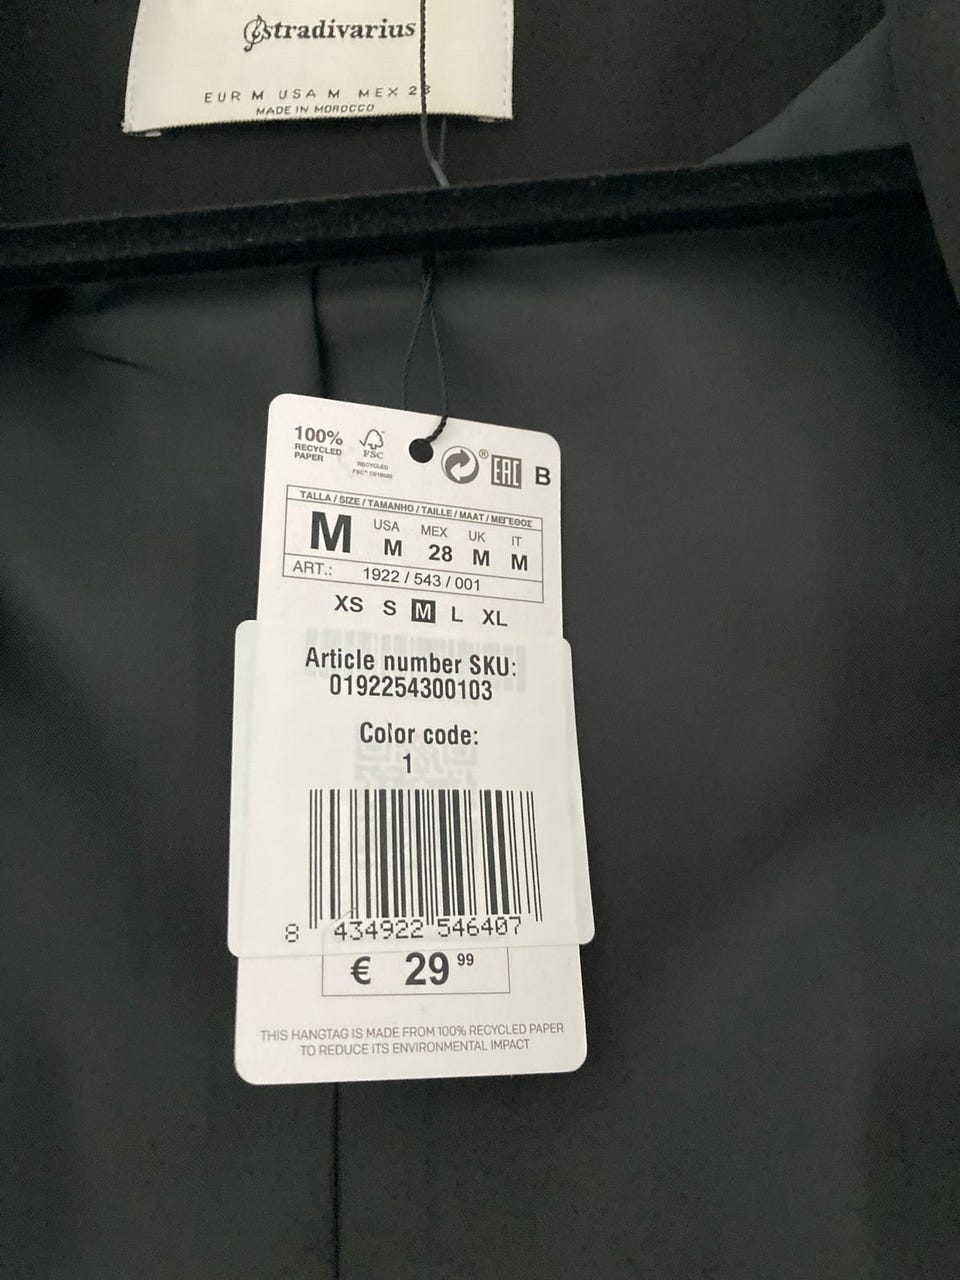 stradivarius
EUR M USA M MEX 28
MADE IN MOROCCO
100%
RECYCLED
PAPER
FSC
RECYCLED
® EAC B
TALLA / SIZE / TAMANHO / TAILLE / MAAT / ΜΕΓΕΘΟΣ
M USA M MEX 28 UK M IT M
ART.: 1922 / 543 / 001
XS S M L XL
Article number SKU:
0192254300103
Color code:
1
8 434922 546407
€ 29 99
THIS HANGTAG IS MADE FROM 100% RECYCLED PAPER
TO REDUCE ITS ENVIRONMENTAL IMPACT